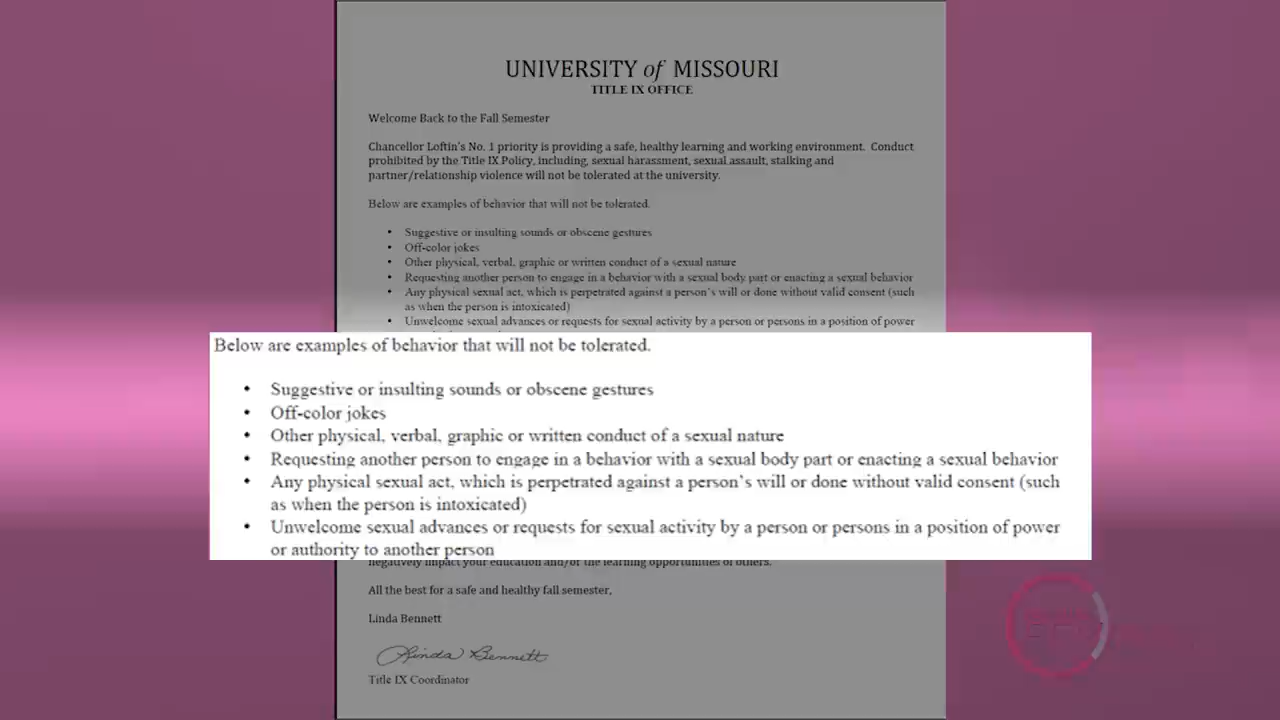 UNIVERSITY of MISSOURI
TITLE IX OFFICE
Welcome Back to the Fall Semester
Chancellor Loftin's No. 1 priority is providing a safe, healthy learning and working environment. Conduct
prohibited by the Title IX Policy, including, sexual harassment, sexual assault, stalking and
partner/relationship violence will not be tolerated at the university.
Below are examples of behavior that will not be tolerated.
• Suggestive or insulting sounds or obscene gestures
• Off-color jokes
• Other physical, verbal, graphic or written conduct of a sexual nature
• Requesting another person to engage in a behavior with a sexual body part or enacting a sexual behavior
• Any physical sexual act, which is perpetrated against a person's will or done without valid consent (such
as when the person is intoxicated)
• Unwelcome sexual advances or requests for sexual activity by a person or persons in a position of power
Below are examples of behavior that will not be tolerated.
• Suggestive or insulting sounds or obscene gestures
• Off-color jokes
• Other physical, verbal, graphic or written conduct of a sexual nature
• Requesting another person to engage in a behavior with a sexual body part or enacting a sexual behavior
• Any physical sexual act, which is perpetrated against a person's will or done without valid consent (such
as when the person is intoxicated)
• Unwelcome sexual advances or requests for sexual activity by a person or persons in a position of power
or authority to another person
negatively impact your education and/or the learning opportunities of others.
All the best for a safe and healthy fall semester,
Linda Bennett
Linda Bennett
Title IX Coordinator